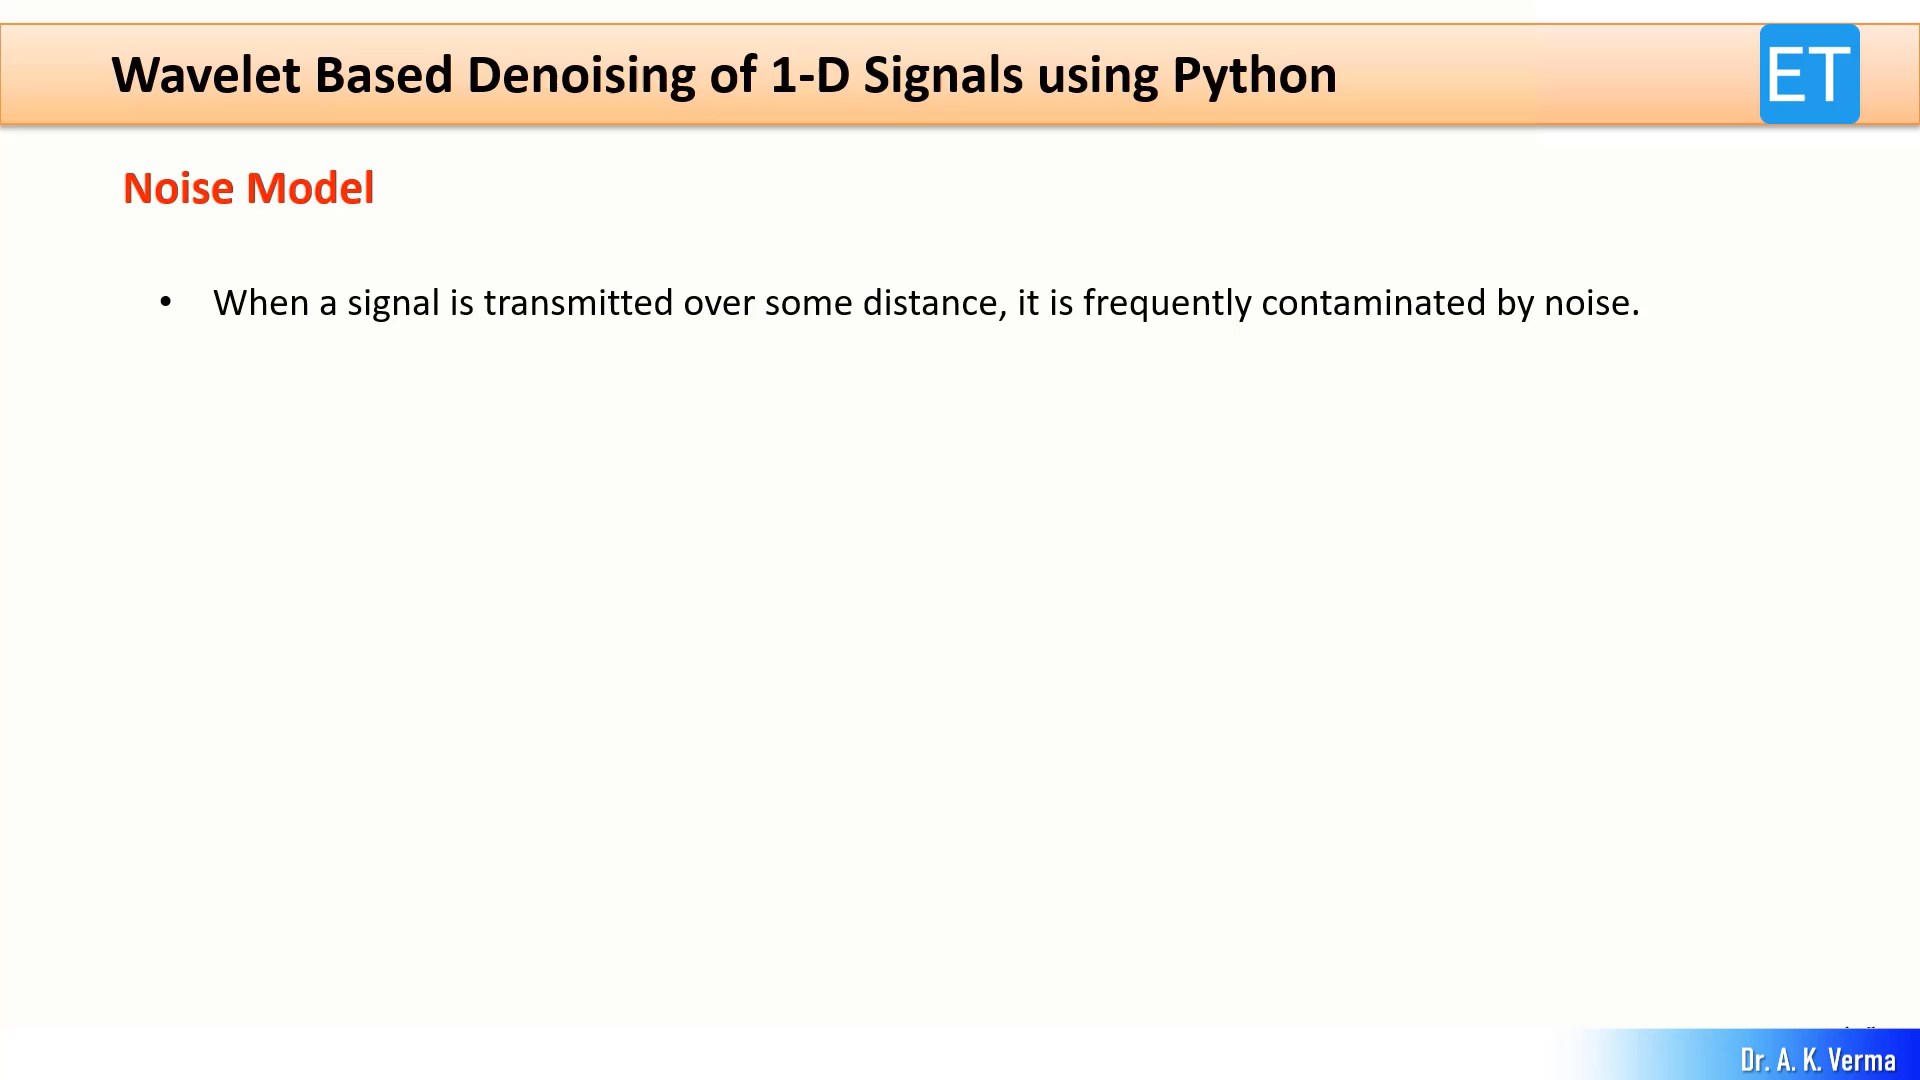 Wavelet Based Denoising of 1-D Signals using Python
ET
Noise Model
• When a signal is transmitted over some distance, it is frequently contaminated by noise.
Dr. A. K. Verma